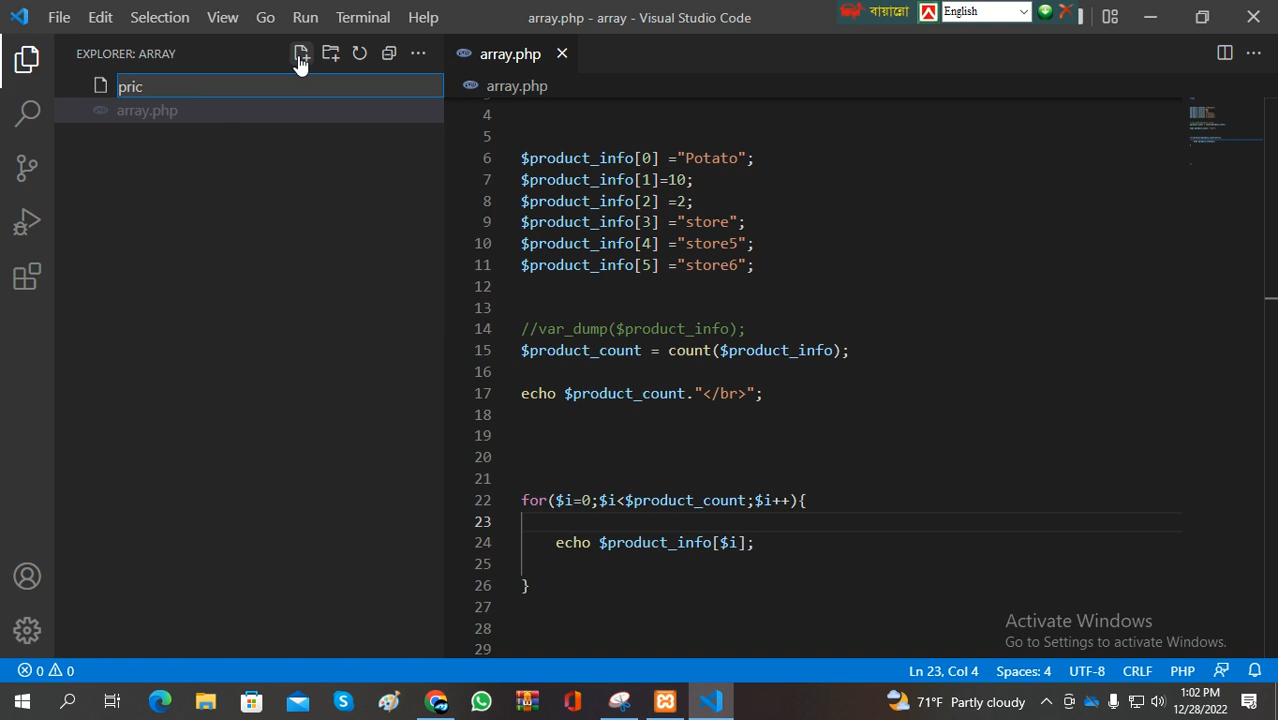 File Edit Selection View Go Run Terminal Help
array.php - array - Visual Studio Code
বায়ান্নো
English
EXPLORER: ARRAY
array.php
pric
array.php
array.php
4
5
6 $product_info[0] ="Potato";
7 $product_info[1]=10;
8 $product_info[2] =2;
9 $product_info[3] ="store";
10 $product_info[4] ="store5";
11 $product_info[5] ="store6";
12
13
14 //var_dump($product_info);
15 $product_count = count($product_info);
16
17 echo $product_count."</br>";
18
19
20
21
22 for($i=0;$i<$product_count;$i++){
23
24 echo $product_info[$i];
25
26 }
27
28
29
Activate Windows
Go to Settings to activate Windows.
0 0
Ln 23, Col 4 Spaces: 4 UTF-8 CRLF PHP
71°F Partly cloudy
1:02 PM
12/28/2022